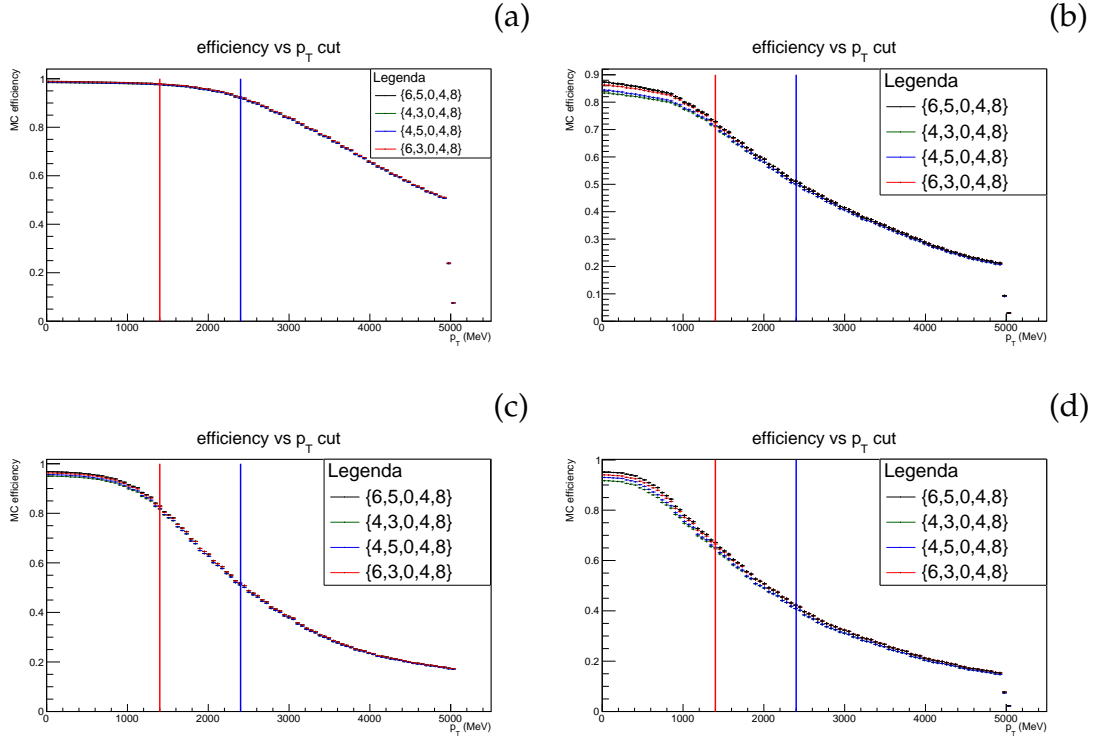 (a)
efficiency vs p_T cut
MC efficiency
1
0.8
0.6
0.4
0.2
0
Legenda
{6,5,0,4,8}
{4,3,0,4,8}
{4,5,0,4,8}
{6,3,0,4,8}
0 1000 2000 3000 4000 5000
p_T (MeV)
(b)
efficiency vs p_T cut
MC efficiency
0.9
0.8
0.7
0.6
0.5
0.4
0.3
0.2
0.1
0
Legenda
{6,5,0,4,8}
{4,3,0,4,8}
{4,5,0,4,8}
{6,3,0,4,8}
0 1000 2000 3000 4000 5000
p_T (MeV)
(c)
efficiency vs p_T cut
MC efficiency
1
0.8
0.6
0.4
0.2
0
Legenda
{6,5,0,4,8}
{4,3,0,4,8}
{4,5,0,4,8}
{6,3,0,4,8}
0 1000 2000 3000 4000 5000
p_T (MeV)
(d)
efficiency vs p_T cut
MC efficiency
1
0.8
0.6
0.4
0.2
0
Legenda
{6,5,0,4,8}
{4,3,0,4,8}
{4,5,0,4,8}
{6,3,0,4,8}
0 1000 2000 3000 4000 5000
p_T (MeV)